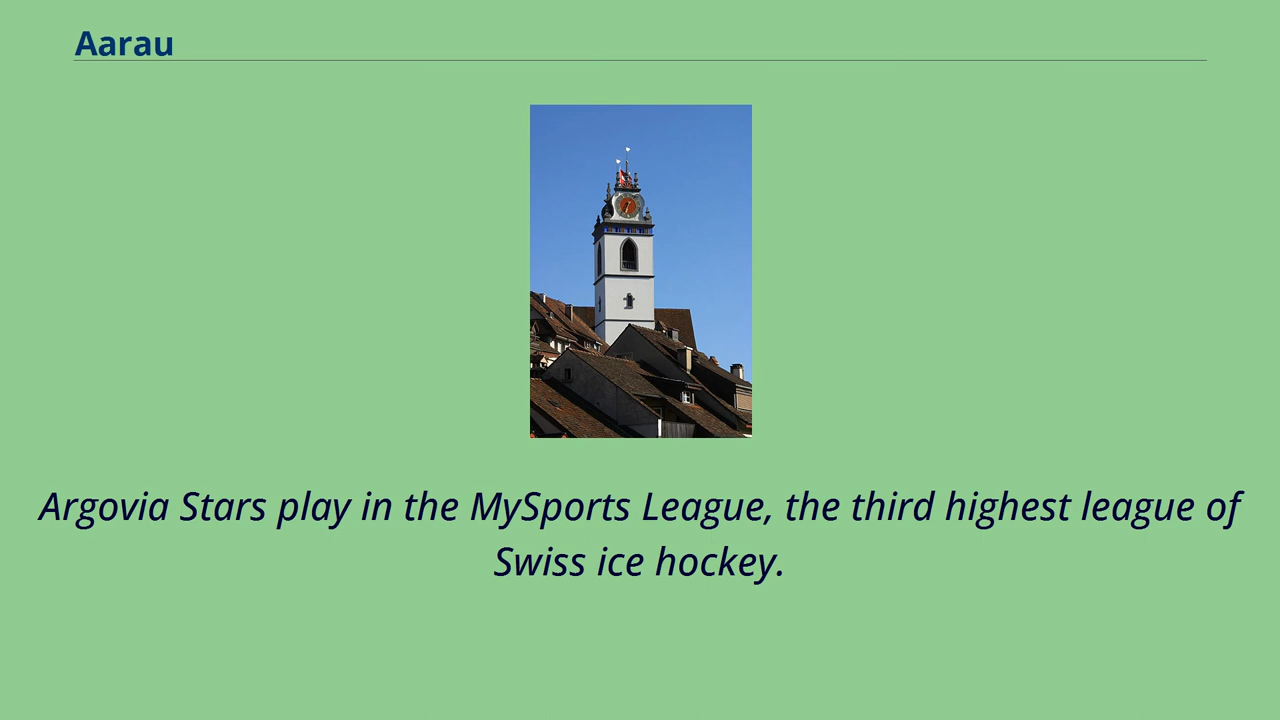 Aarau
Argovia Stars play in the MySports League, the third highest league of
Swiss ice hockey.